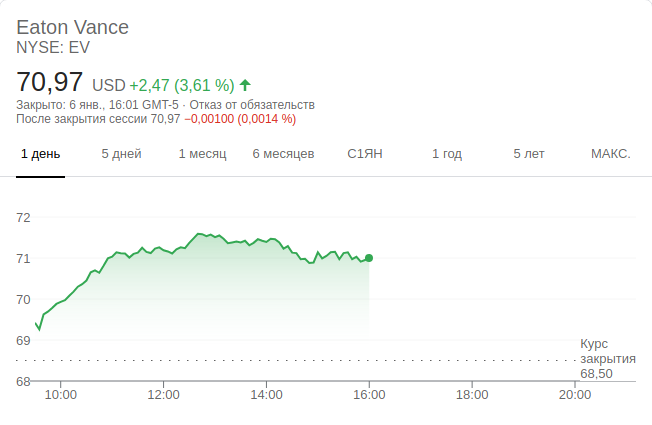 Eaton Vance
NYSE: EV
70,97 USD +2,47 (3,61 %)
Закрыто: 6 янв., 16:01 GMT-5 · Отказ от обязательств
После закрытия сессии 70,97 −0,00100 (0,0014 %)
1 день 5 дней 1 месяц 6 месяцев С1ЯН 1 год 5 лет МАКС.
72
71
70
69
Курс
закрытия
68,50
68
10:00 12:00 14:00 16:00 18:00 20:00